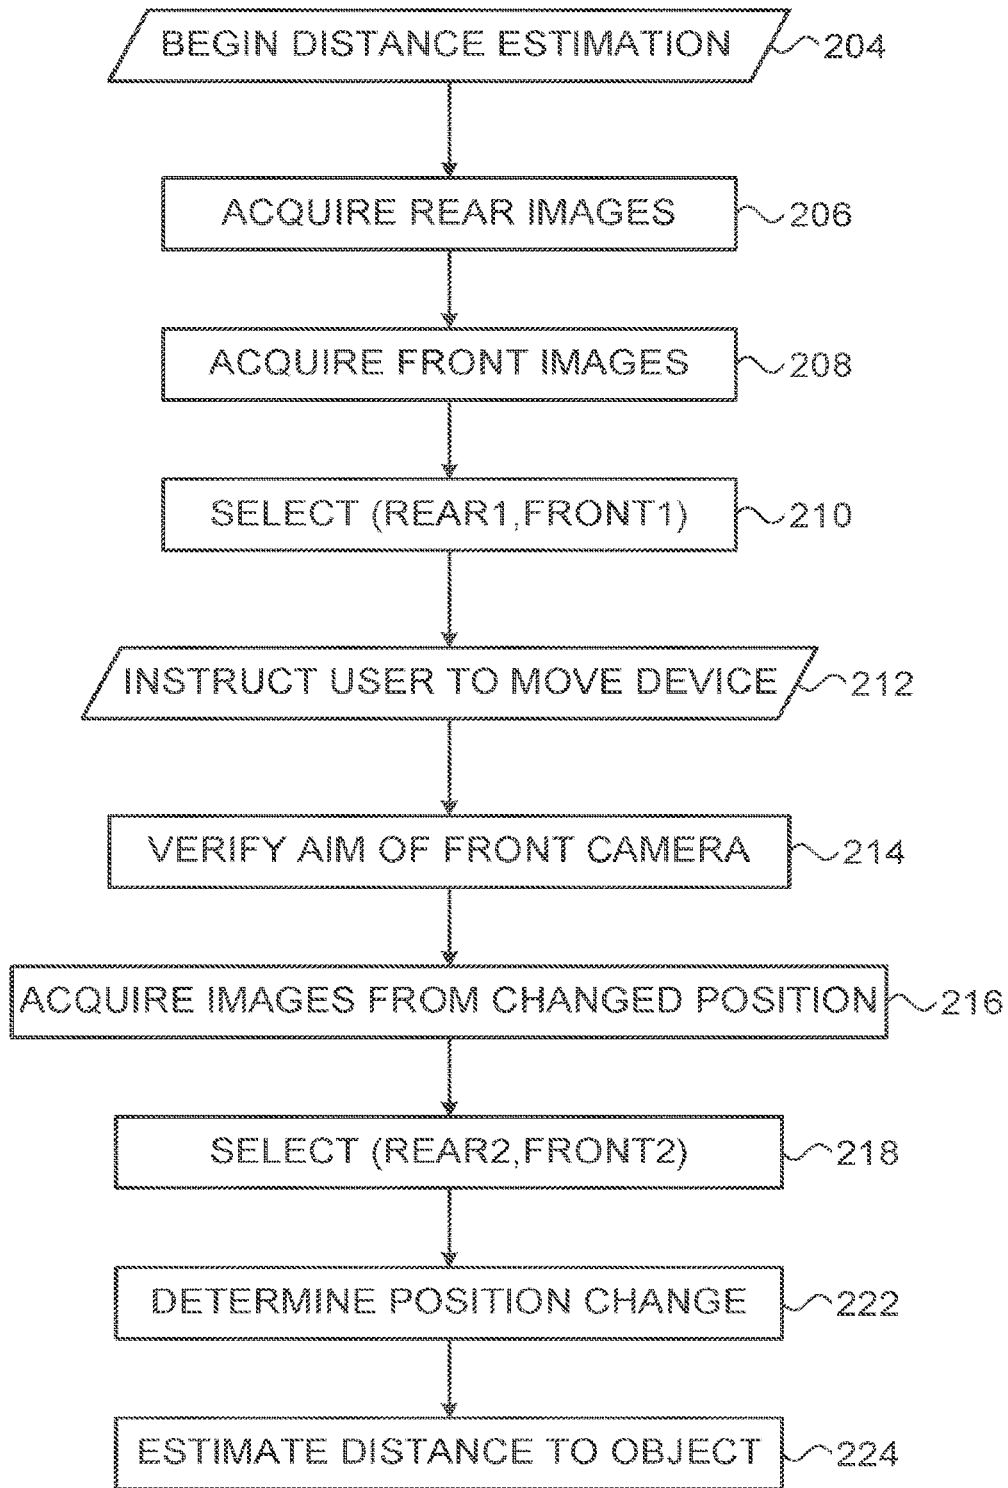 BEGIN DISTANCE ESTIMATION 204
ACQUIRE REAR IMAGES 206
ACQUIRE FRONT IMAGES 208
SELECT (REAR1,FRONT1) 210
INSTRUCT USER TO MOVE DEVICE 212
VERIFY AIM OF FRONT CAMERA 214
ACQUIRE IMAGES FROM CHANGED POSITION 216
SELECT (REAR2,FRONT2) 218
DETERMINE POSITION CHANGE 222
ESTIMATE DISTANCE TO OBJECT 224